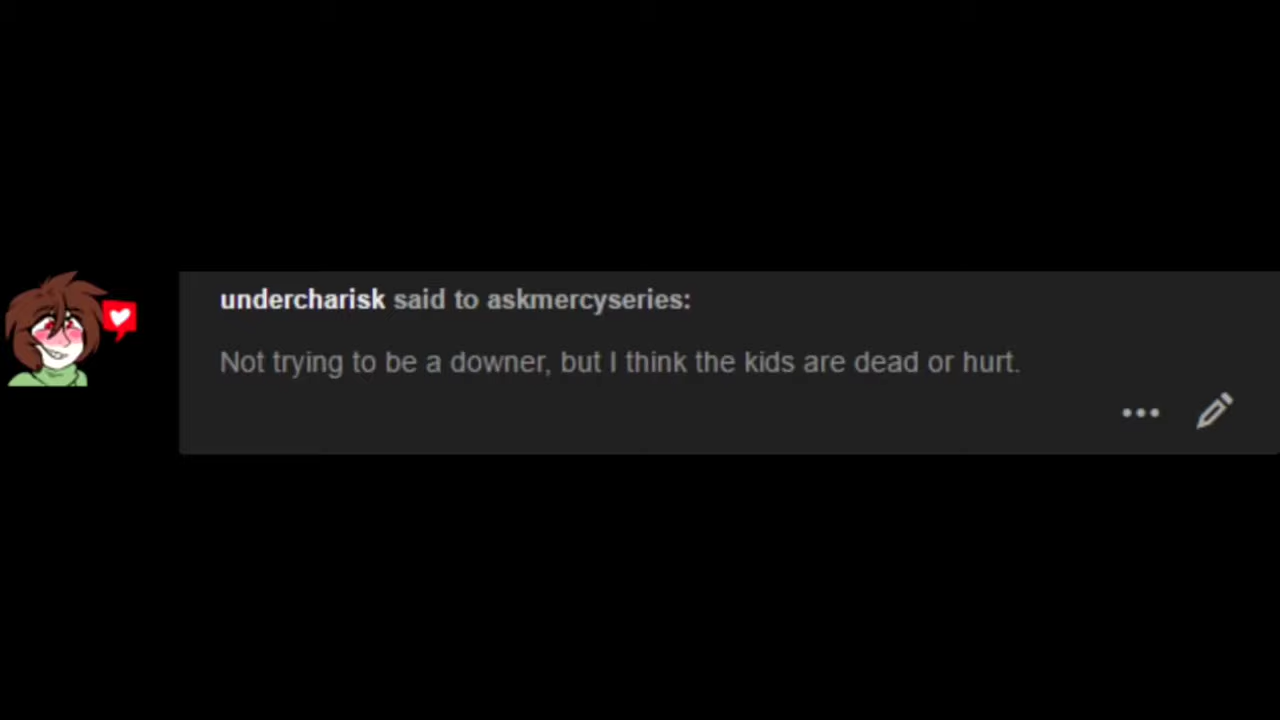 undercharisk said to askmercyseries:
Not trying to be a downer, but I think the kids are dead or hurt.